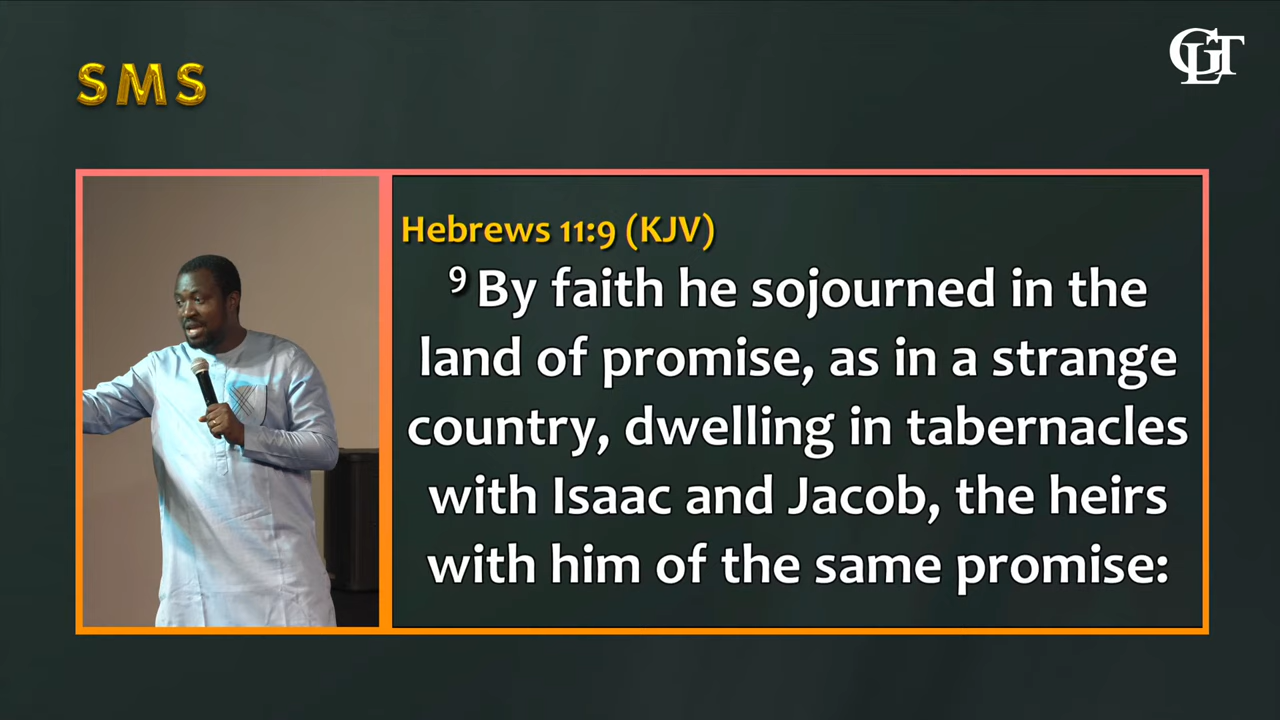 SMS
GLT
Hebrews 11:9 (KJV)
9 By faith he sojourned in the
land of promise, as in a strange
country, dwelling in tabernacles
with Isaac and Jacob, the heirs
with him of the same promise: